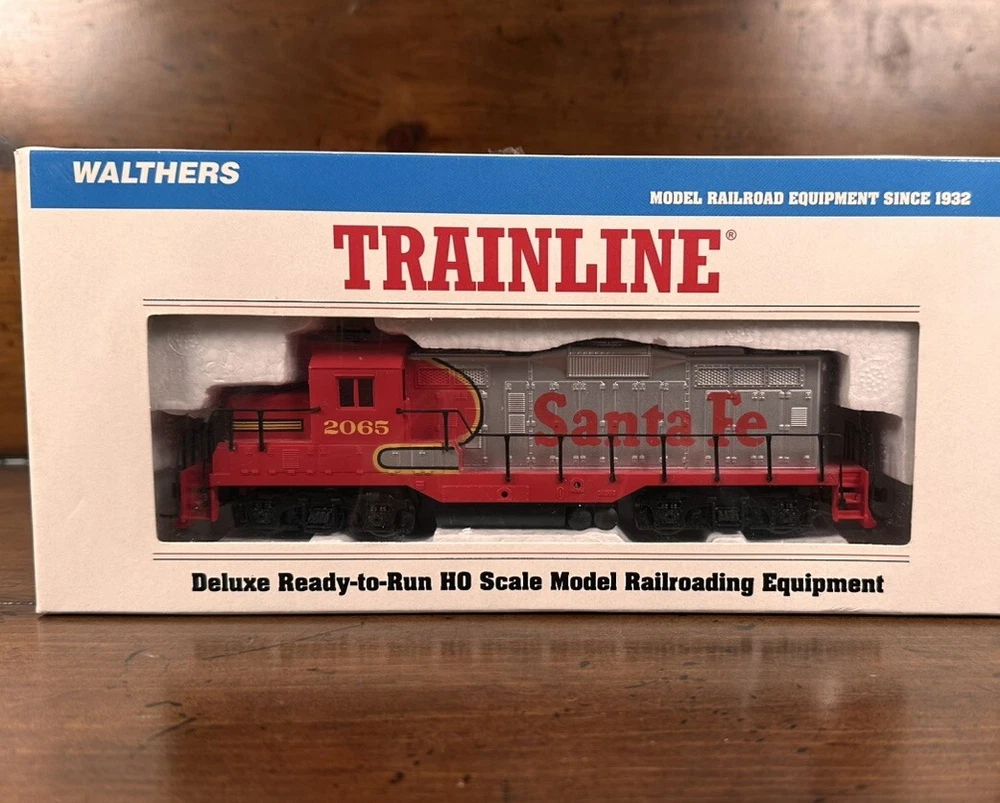 WALTHERS
MODEL RAILROAD EQUIPMENT SINCE 1932
TRAINLINE®
2065
Santa Fe
Deluxe Ready-to-Run HO Scale Model Railroading Equipment